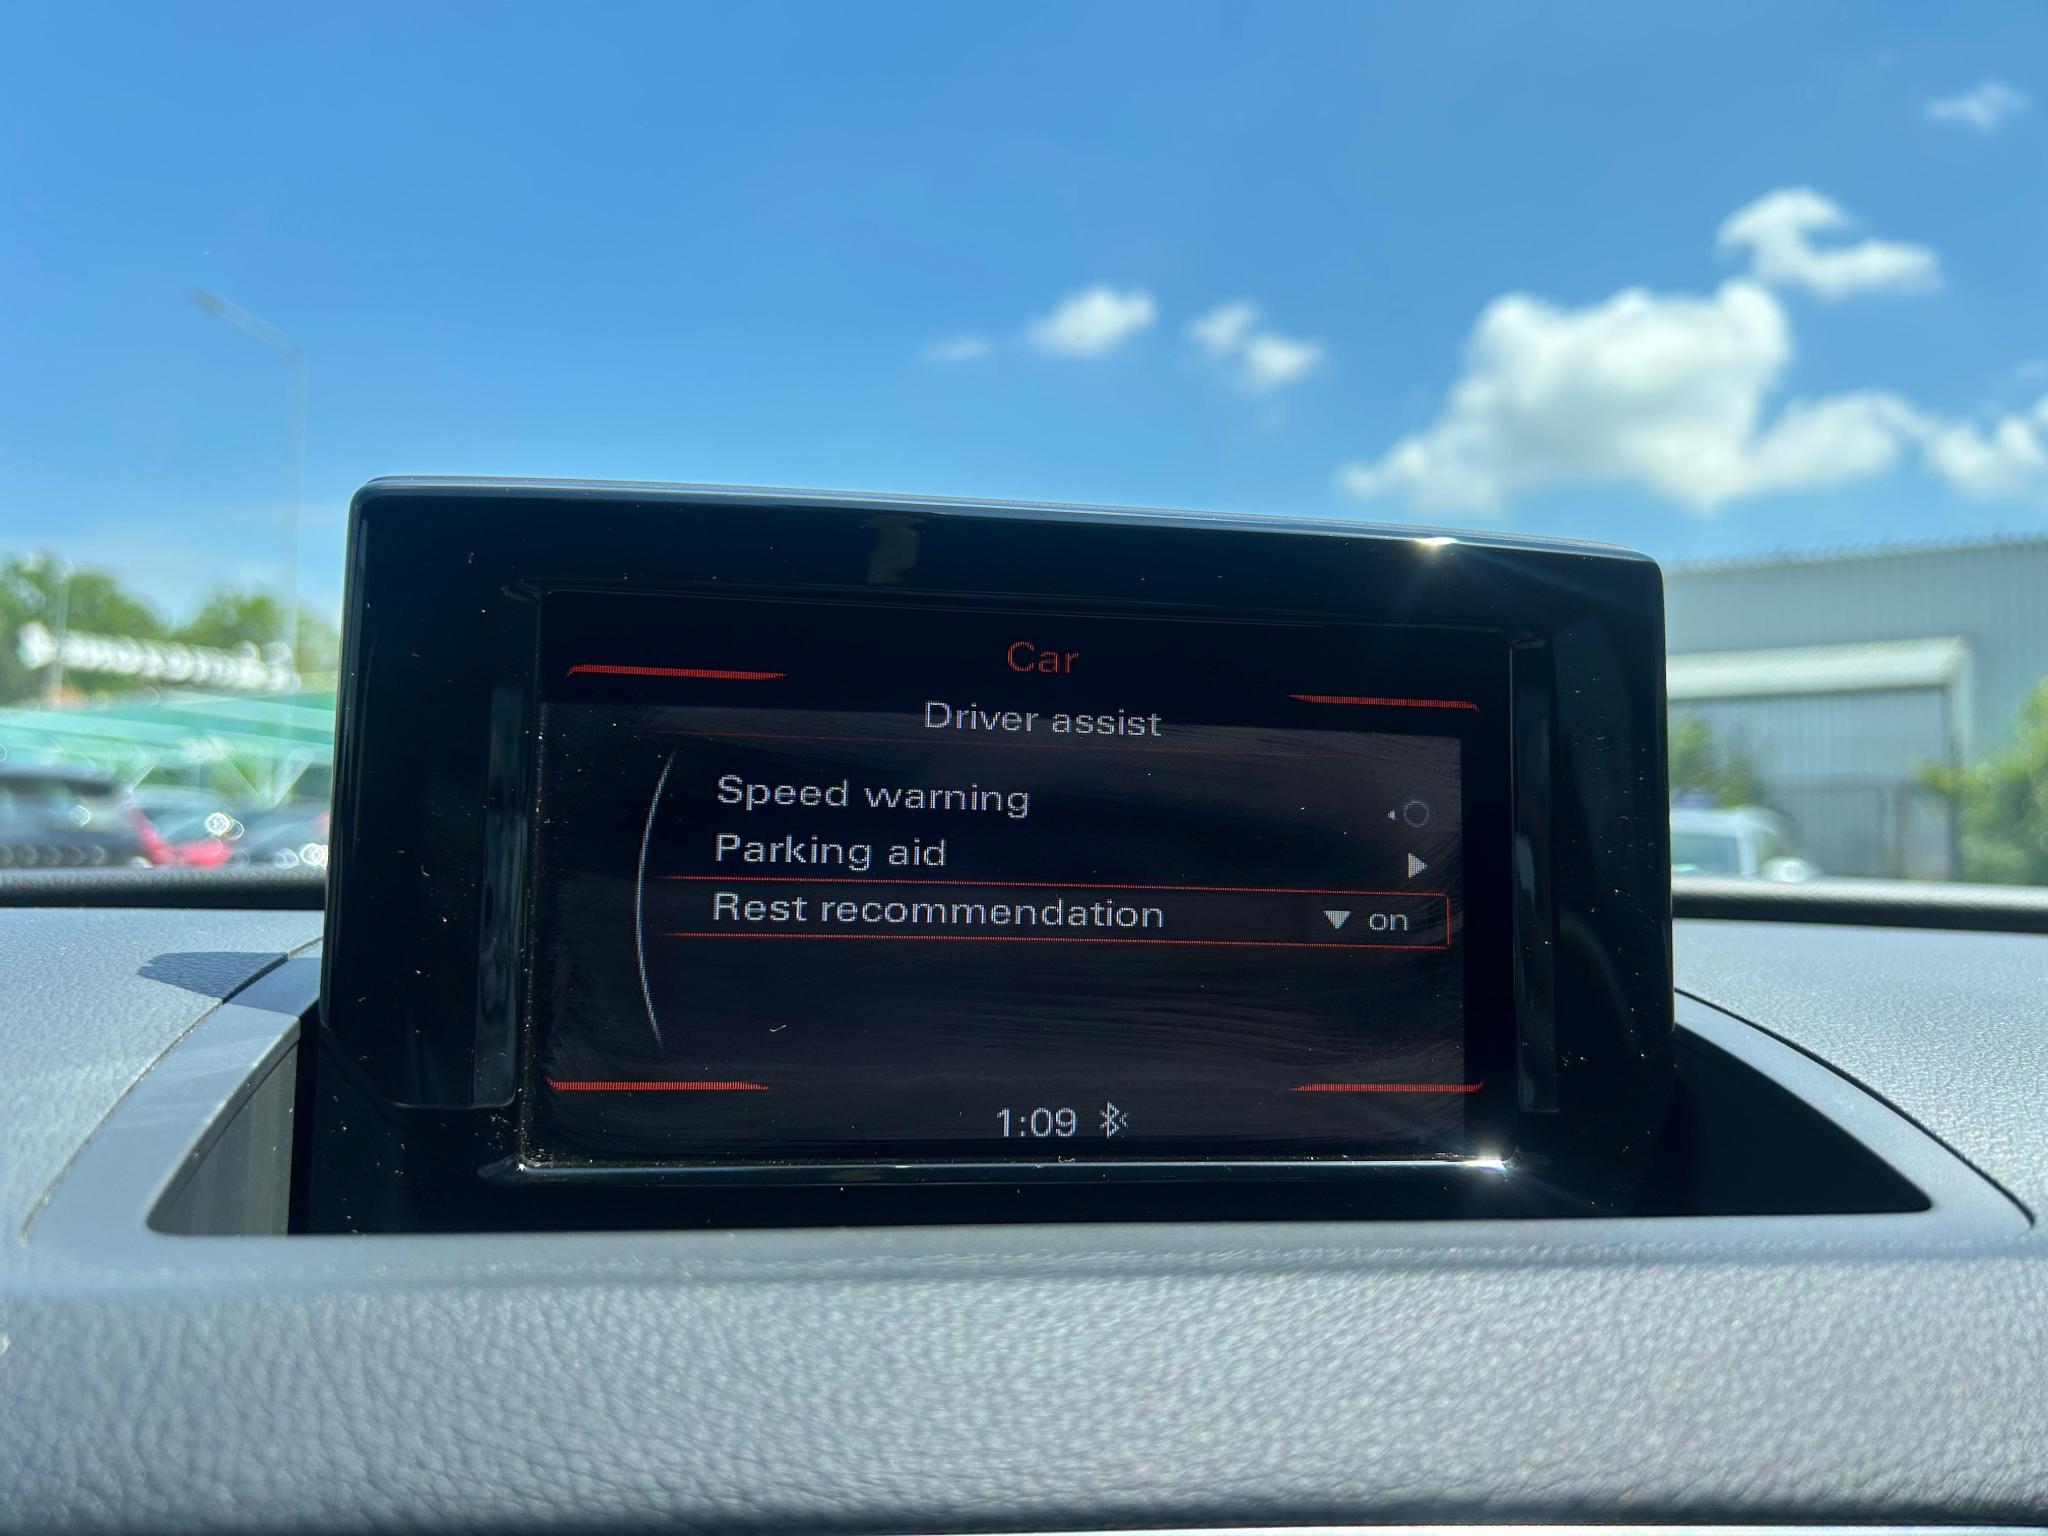 Car
Driver assist
Speed warning
Parking aid
Rest recommendation on
1:09